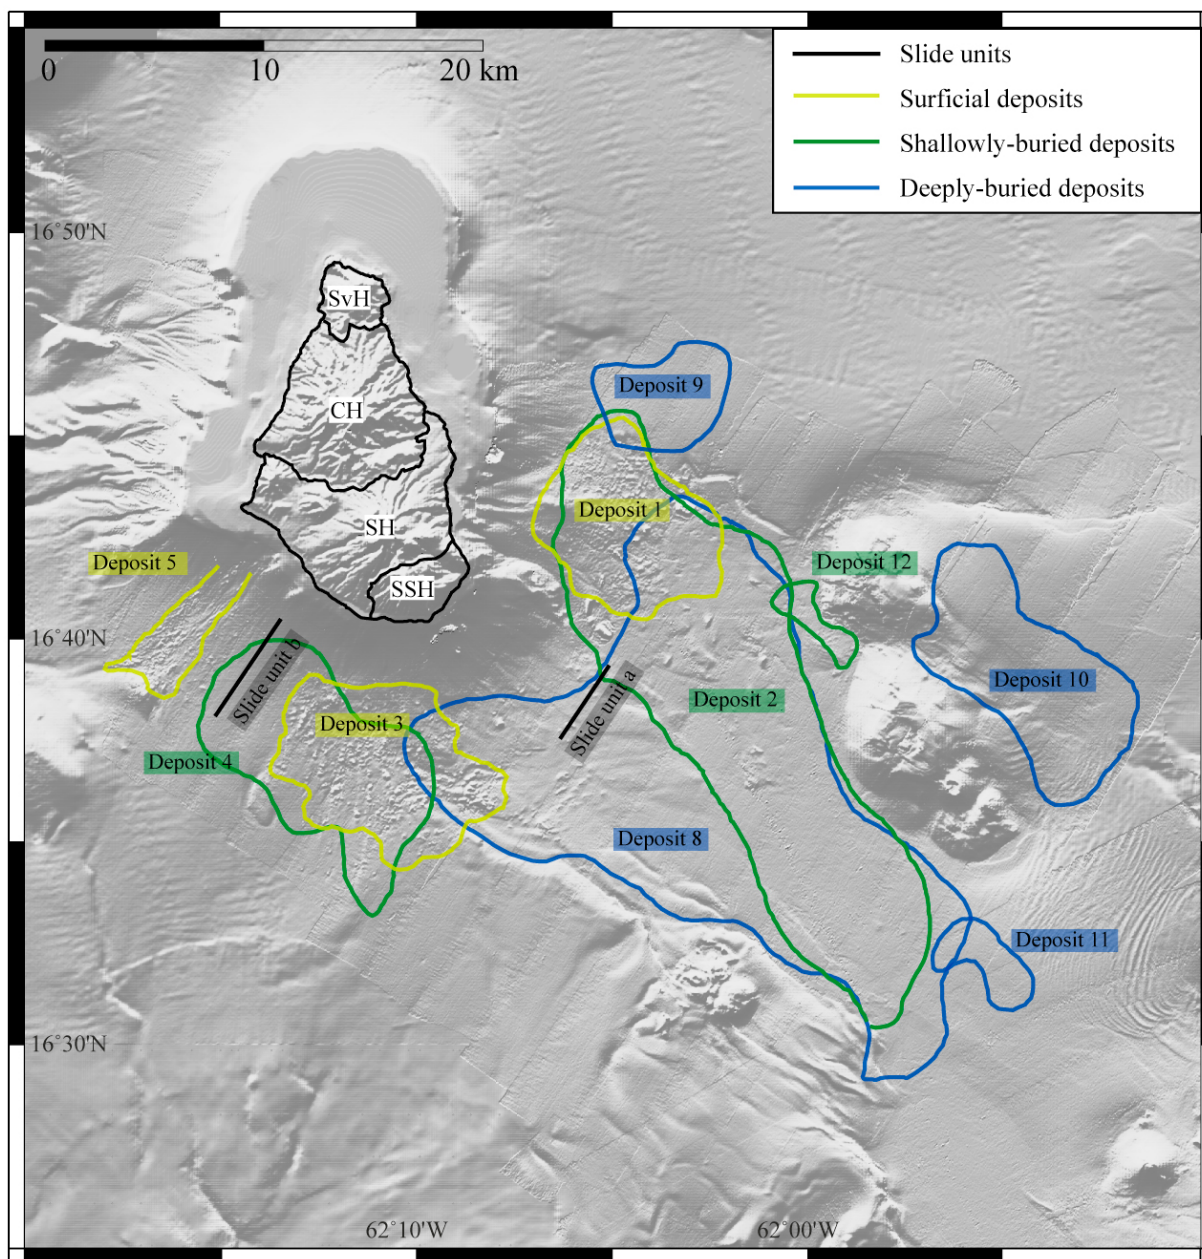 0 10 20 km
Slide units
Surficial deposits
Shallowly-buried deposits
Deeply-buried deposits
16˚50'N
SvH
Deposit 9
CH
Deposit 1
SH
Deposit 5
Deposit 12
SSH
16˚40'N
Slide unit b
Deposit 10
Deposit 2
Slide unit a
Deposit 3
Deposit 4
Deposit 8
Deposit 11
16˚30'N
62˚10'W
62˚00'W